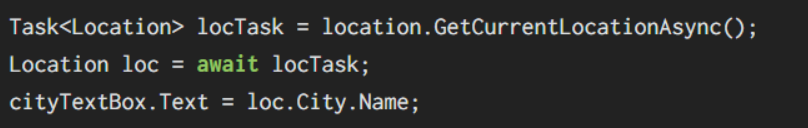 Task<Location> locTask = location.GetCurrentLocationAsync();
Location loc = await locTask;
cityTextBox.Text = loc.City.Name;